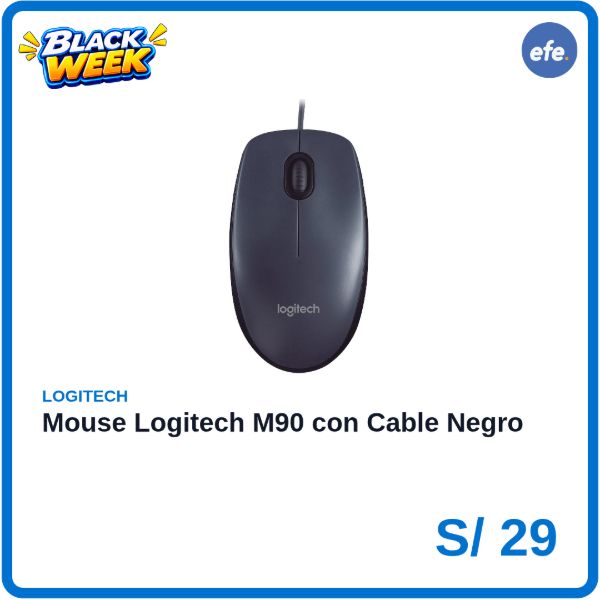 BLACK
WEEK
efe.
logitech
LOGITECH
Mouse Logitech M90 con Cable Negro
S/ 29